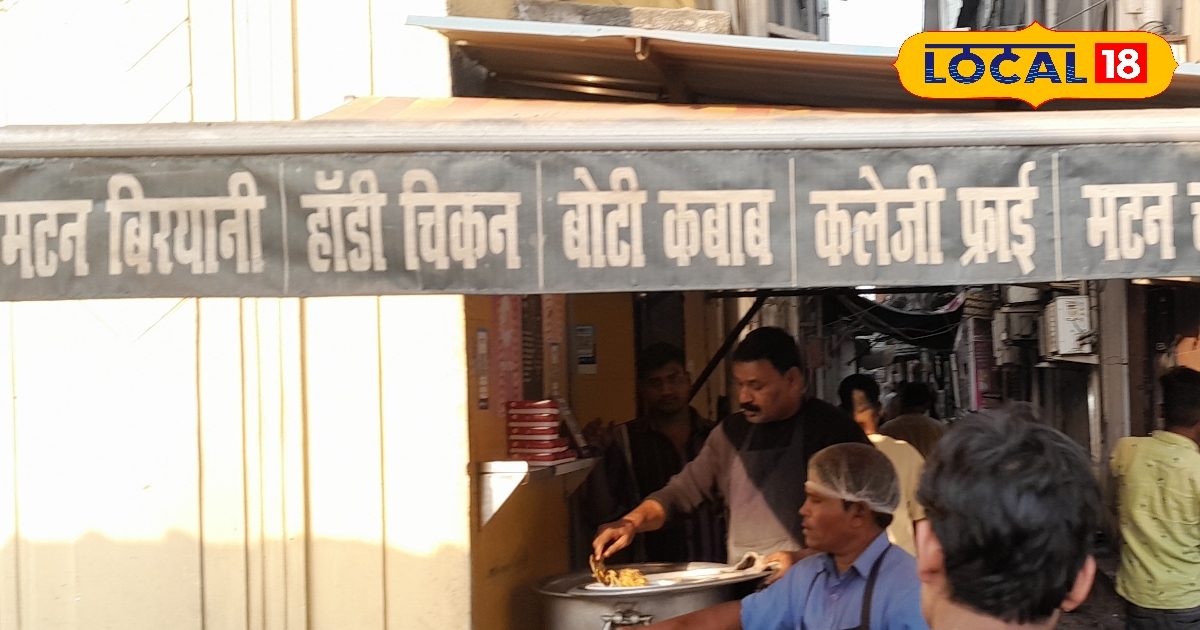 LOCAL 18
मटन बिरयानी हॉडी चिकन बोटी कबाब कलेजी फ्राई मटन